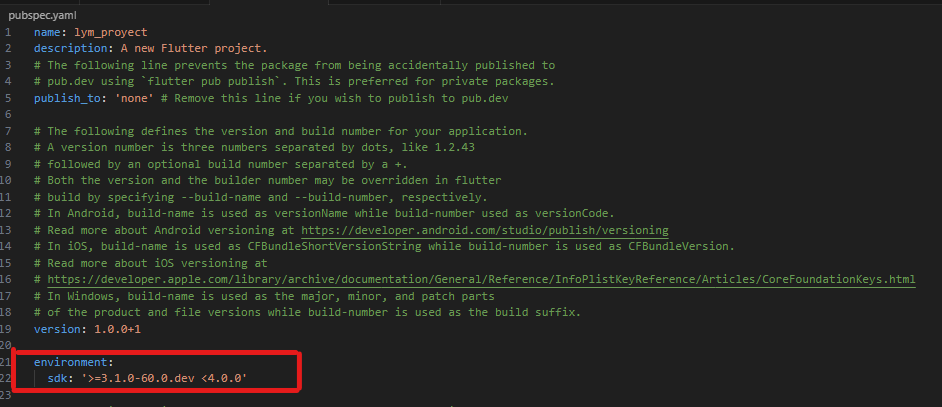 pubspec.yaml
1 name: lym_proyect
2 description: A new Flutter project.
3 # The following line prevents the package from being accidentally published to
4 # pub.dev using `flutter pub publish`. This is preferred for private packages.
5 publish_to: 'none' # Remove this line if you wish to publish to pub.dev
6
7 # The following defines the version and build number for your application.
8 # A version number is three numbers separated by dots, like 1.2.43
9 # followed by an optional build number separated by a +.
10 # Both the version and the builder number may be overridden in flutter
11 # build by specifying --build-name and --build-number, respectively.
12 # In Android, build-name is used as versionName while build-number used as versionCode.
13 # Read more about Android versioning at https://developer.android.com/studio/publish/versioning
14 # In iOS, build-name is used as CFBundleShortVersionString while build-number is used as CFBundleVersion.
15 # Read more about iOS versioning at
16 # https://developer.apple.com/library/archive/documentation/General/Reference/InfoPlistKeyReference/Articles/CoreFoundationKeys.html
17 # In Windows, build-name is used as the major, minor, and patch parts
18 # of the product and file versions while build-number is used as the build suffix.
19 version: 1.0.0+1
20
21 environment:
22 sdk: '>=3.1.0-60.0.dev <4.0.0'
23